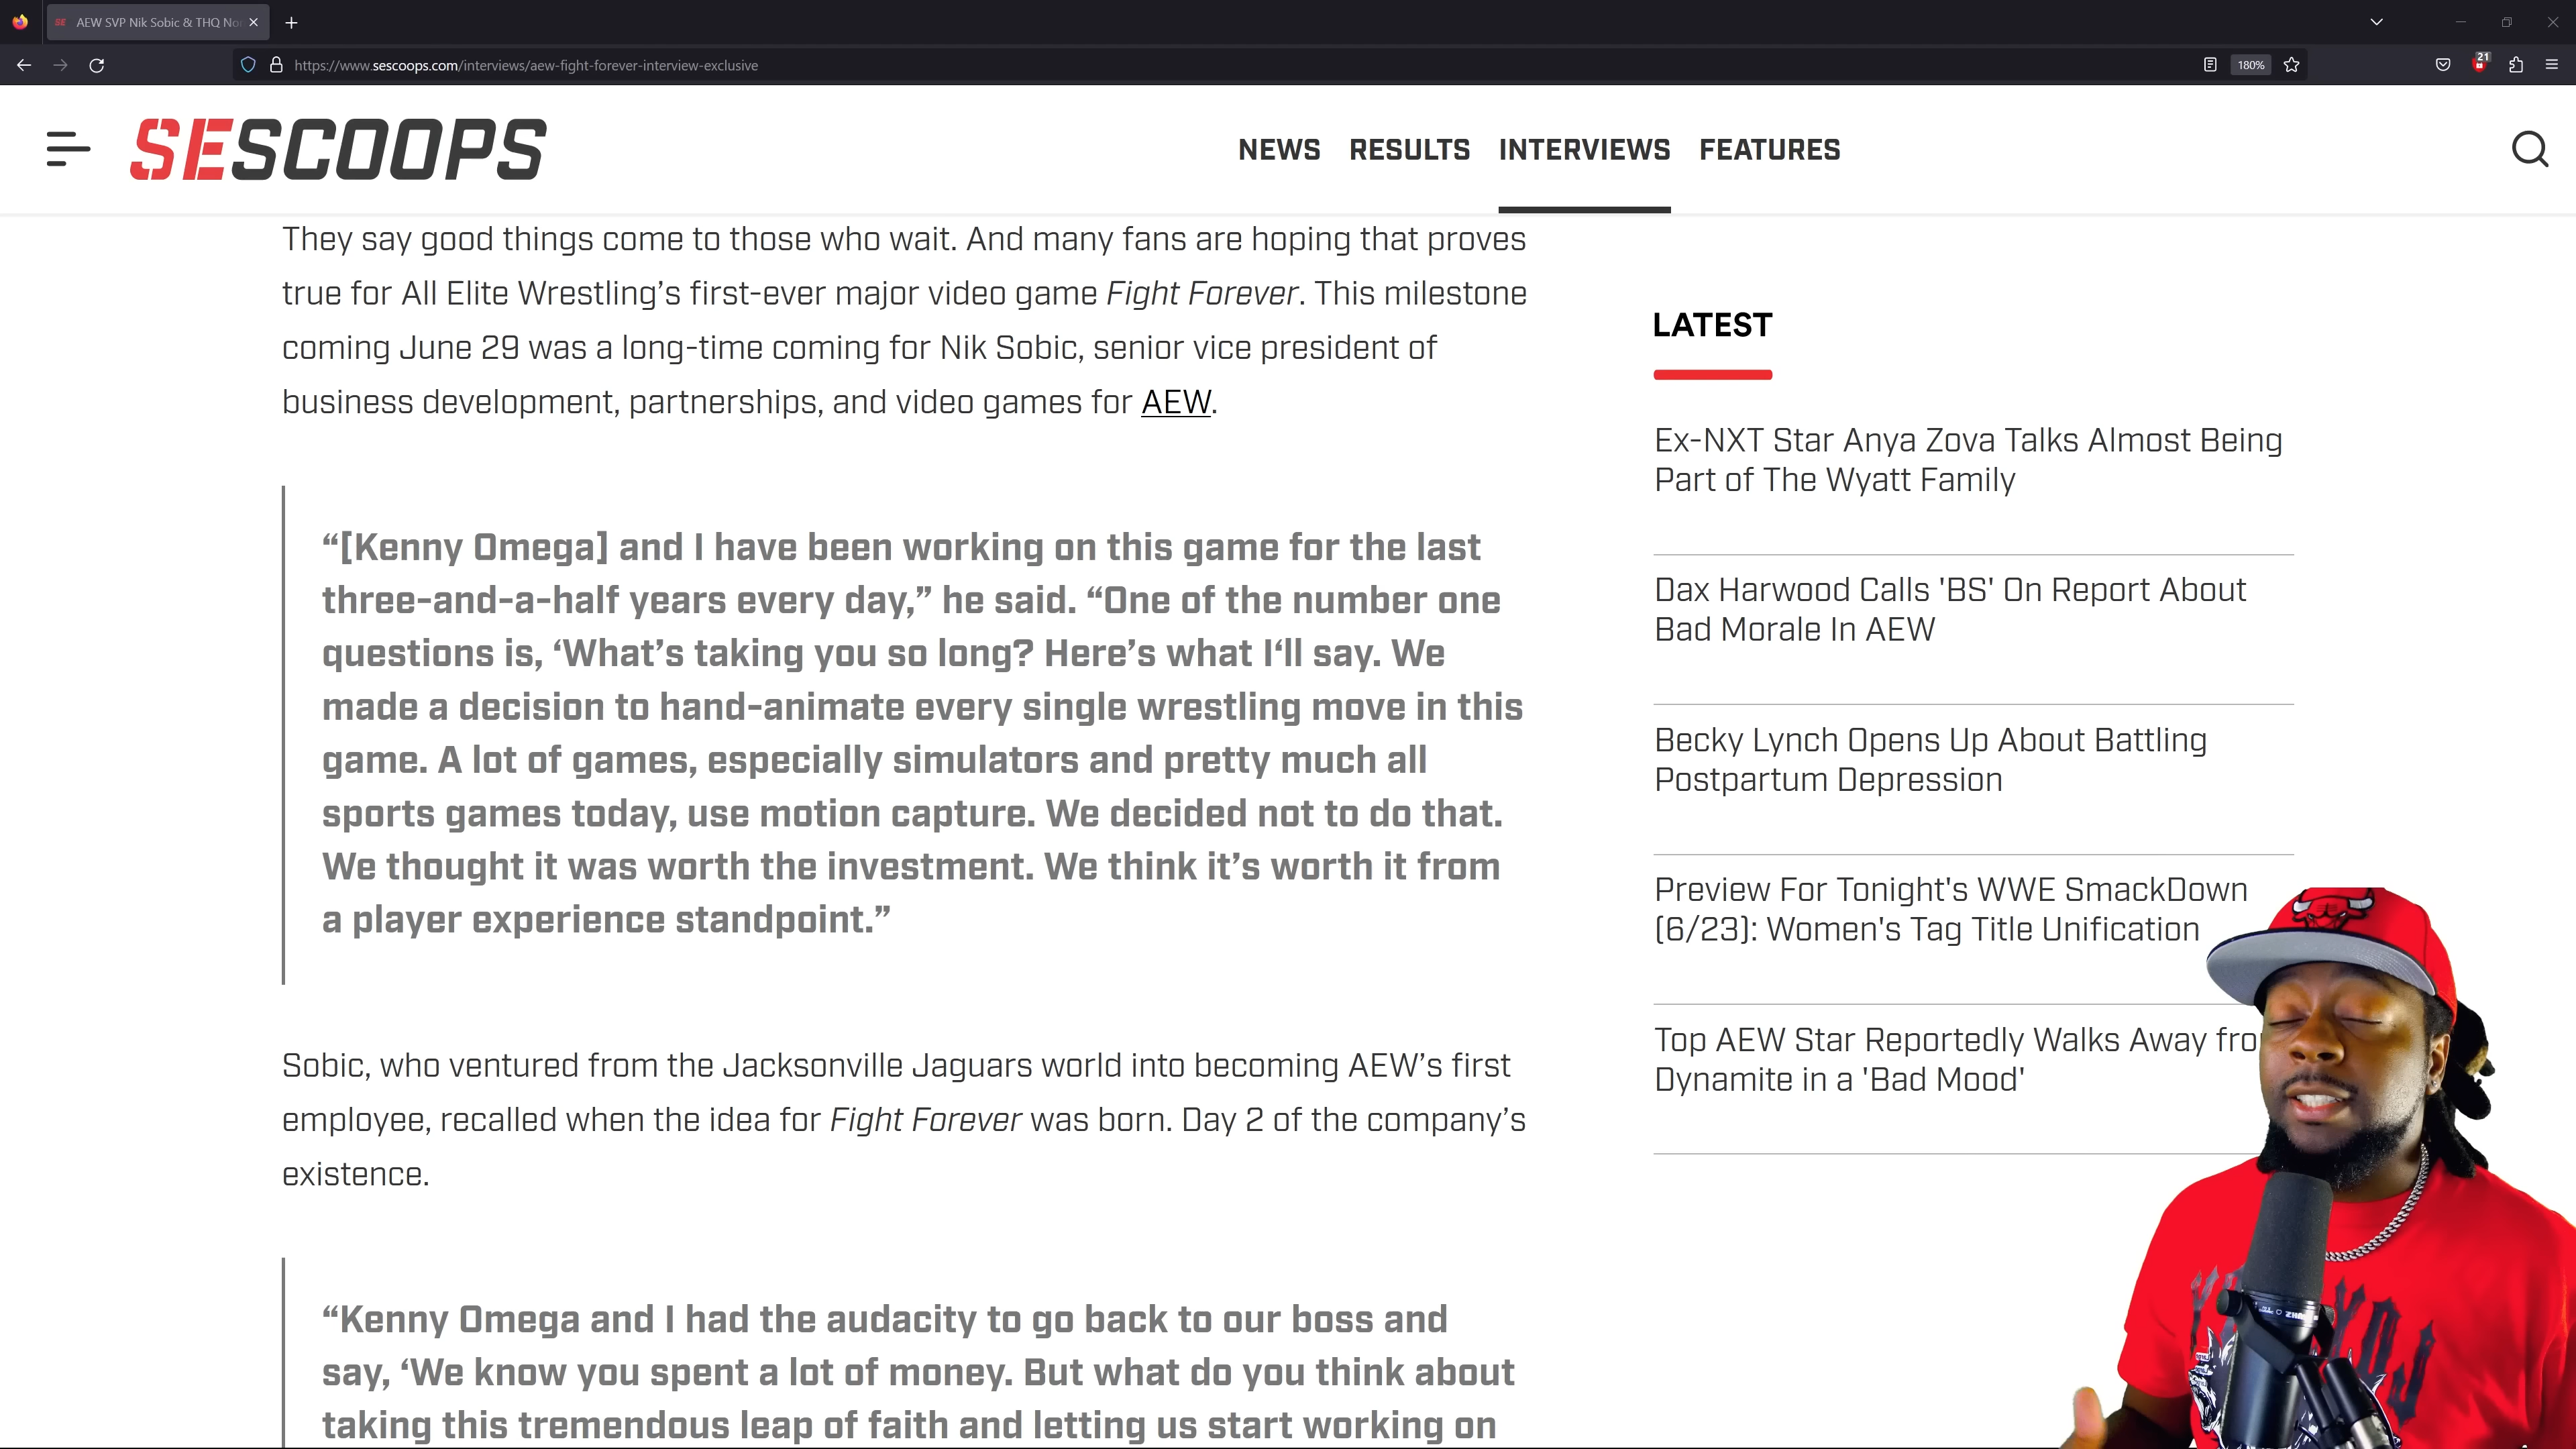 AEW SVP Nik Sobic & THQ No
https://www.sescoops.com/interviews/aew-fight-forever-interview-exclusive
180%
21
SESCOOPS
NEWS RESULTS INTERVIEWS FEATURES
They say good things come to those who wait. And many fans are hoping that proves
true for All Elite Wrestling’s first-ever major video game Fight Forever. This milestone
coming June 29 was a long-time coming for Nik Sobic, senior vice president of
business development, partnerships, and video games for AEW.
“[Kenny Omega] and I have been working on this game for the last
three-and-a-half years every day,” he said. “One of the number one
questions is, ‘What’s taking you so long? Here’s what I‘ll say. We
made a decision to hand-animate every single wrestling move in this
game. A lot of games, especially simulators and pretty much all
sports games today, use motion capture. We decided not to do that.
We thought it was worth the investment. We think it’s worth it from
a player experience standpoint.”
Sobic, who ventured from the Jacksonville Jaguars world into becoming AEW’s first
employee, recalled when the idea for Fight Forever was born. Day 2 of the company’s
existence.
“Kenny Omega and I had the audacity to go back to our boss and
say, ‘We know you spent a lot of money. But what do you think about
taking this tremendous leap of faith and letting us start working on
LATEST
Ex-NXT Star Anya Zova Talks Almost Being
Part of The Wyatt Family
Dax Harwood Calls 'BS' On Report About
Bad Morale In AEW
Becky Lynch Opens Up About Battling
Postpartum Depression
Preview For Tonight's WWE SmackDown
(6/23): Women's Tag Title Unification
Top AEW Star Reportedly Walks Away fro
Dynamite in a 'Bad Mood'